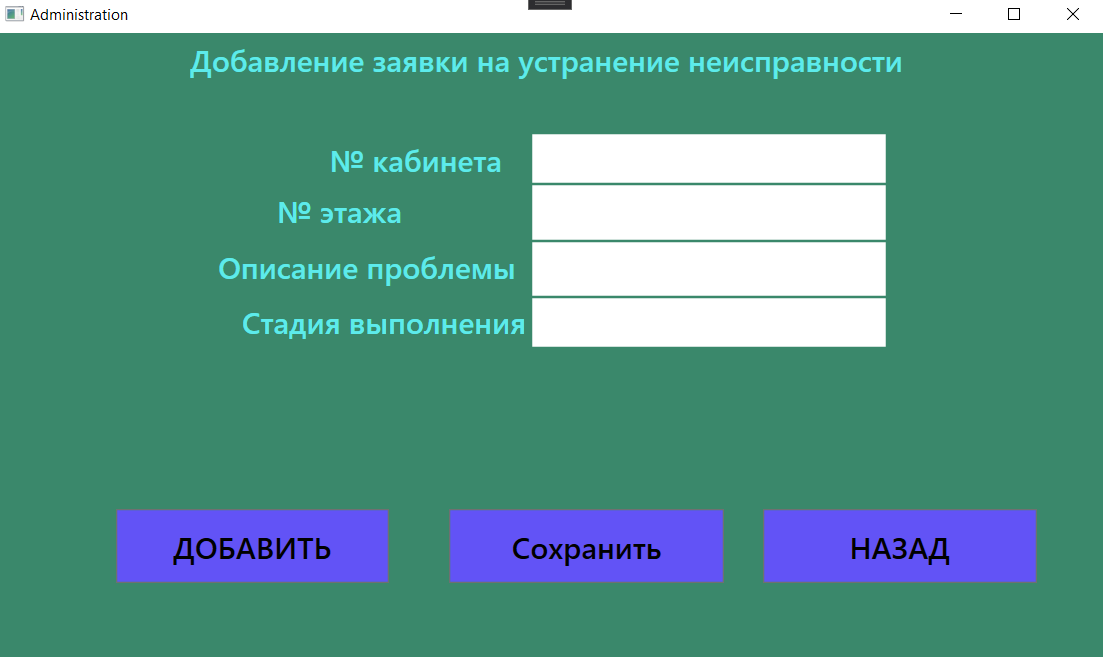 Administration
Добавление заявки на устранение неисправности
№ кабинета
№ этажа
Описание проблемы
Стадия выполнения
ДОБАВИТЬ
Сохранить
НАЗАД